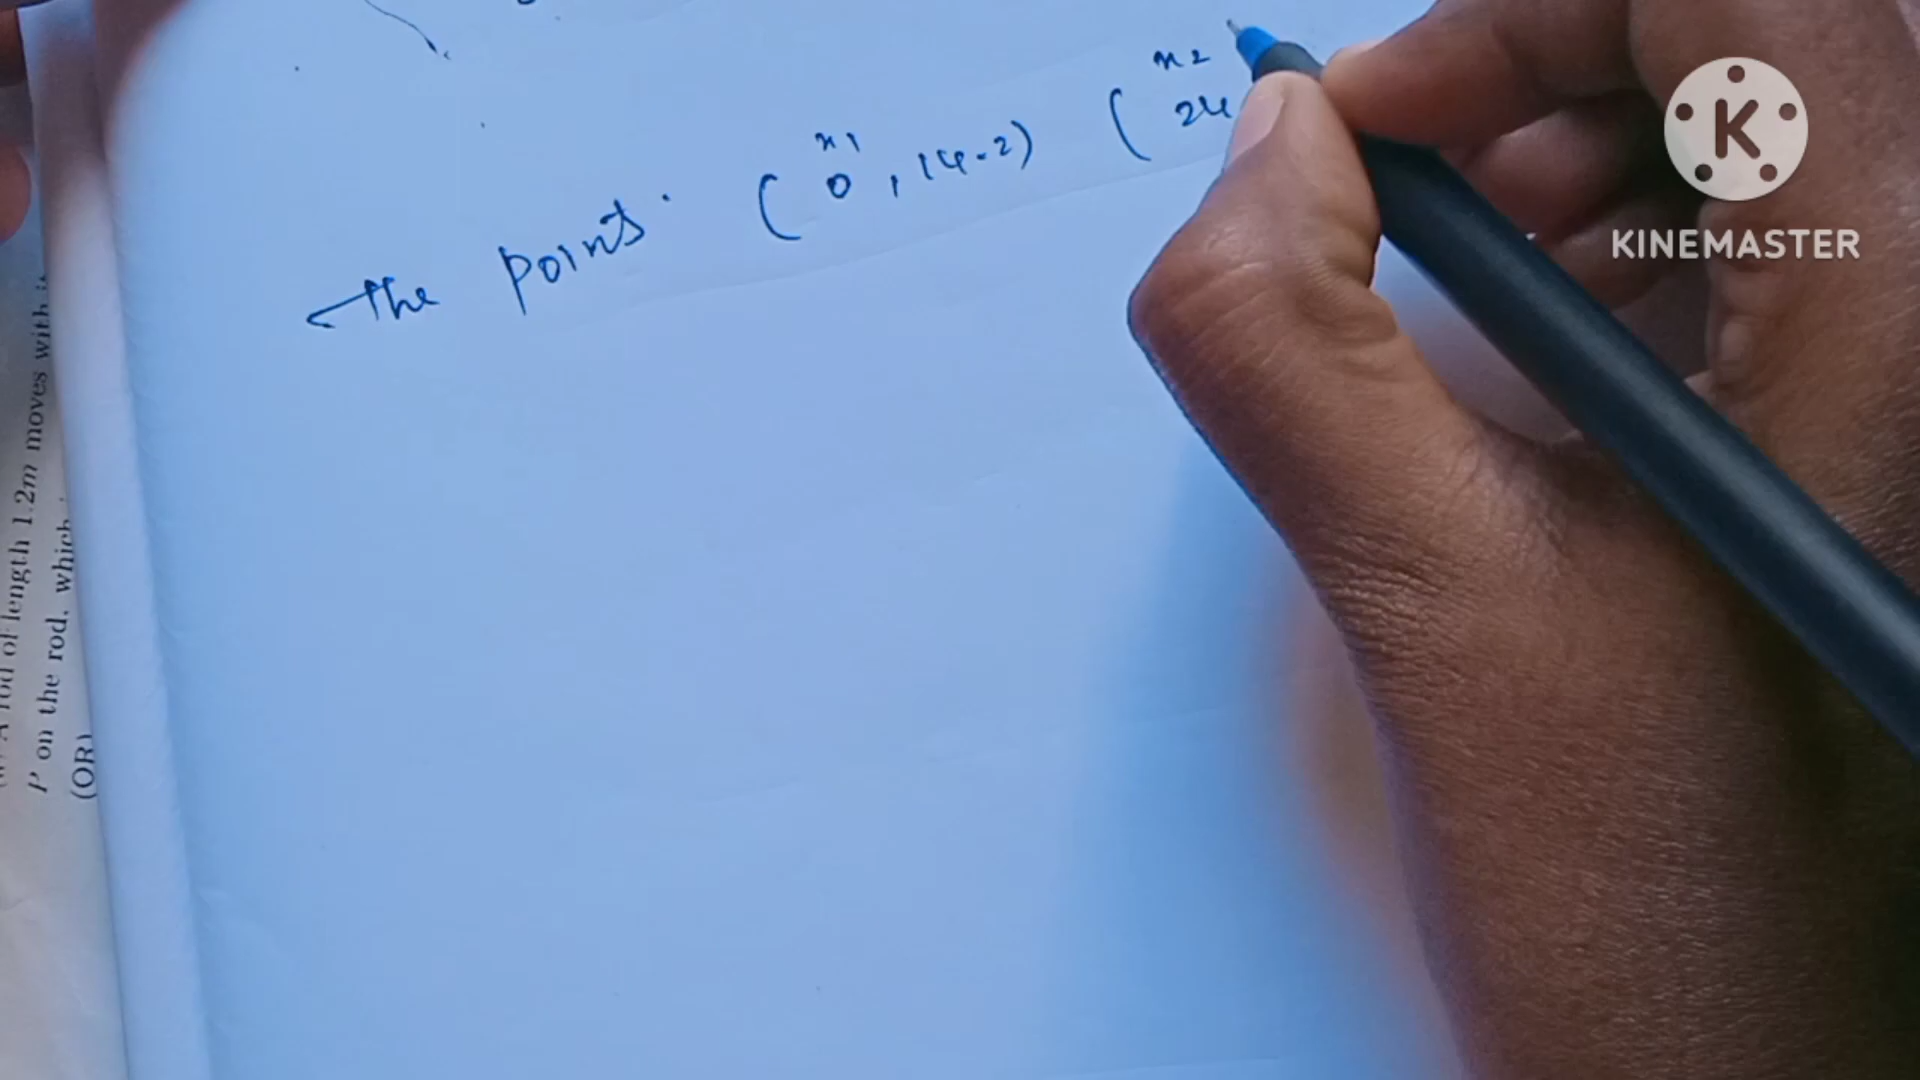 x1 x2
The points. (0, 14.2) (24
K
KINEMASTER
of length 1.2m moves with
P on the rod, which
(OR)